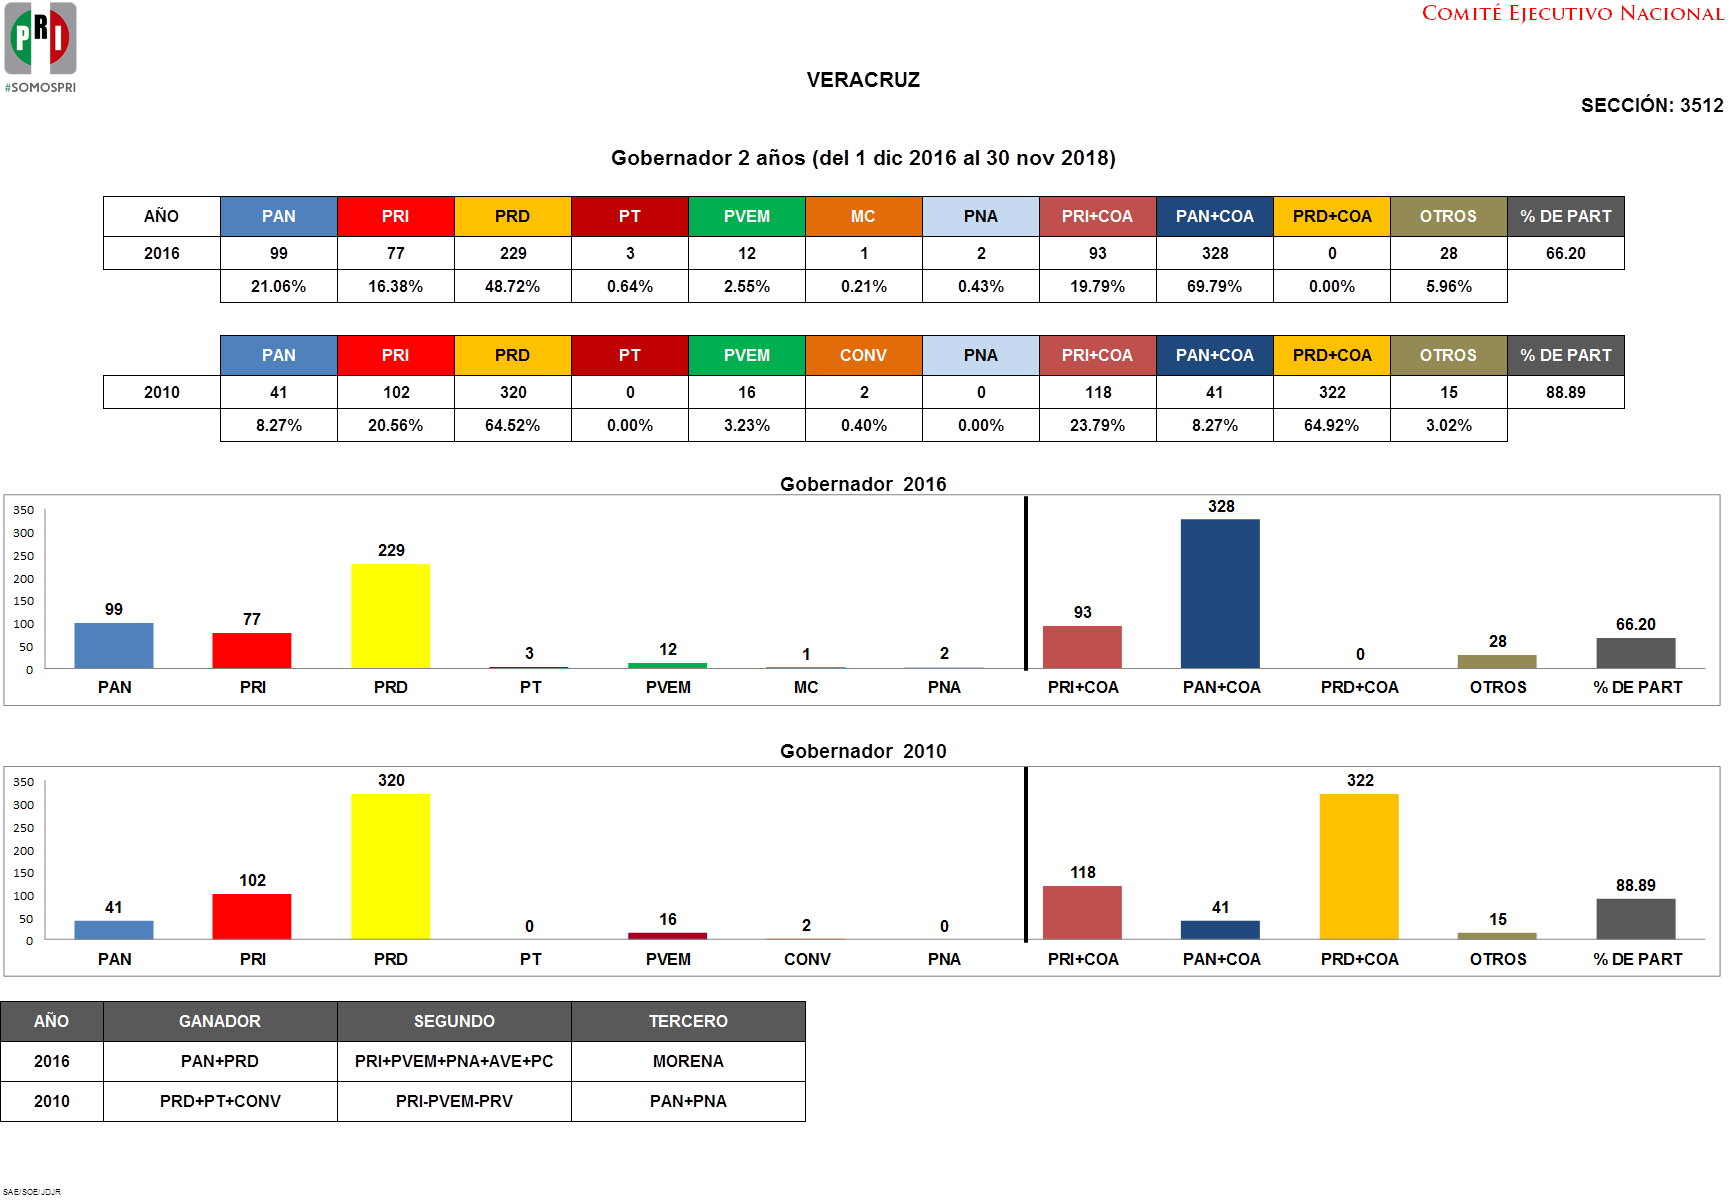 PRI
#SOMOSPRI
COMITÉ EJECUTIVO NACIONAL
VERACRUZ
SECCIÓN: 3512
Gobernador 2 años (del 1 dic 2016 al 30 nov 2018)
AÑO PAN PRI PRD PT PVEM MC PNA PRI+COA PAN+COA PRD+COA OTROS % DE PART
2016 99 77 229 3 12 1 2 93 328 0 28 66.20
21.06% 16.38% 48.72% 0.64% 2.55% 0.21% 0.43% 19.79% 69.79% 0.00% 5.96%
PAN PRI PRD PT PVEM CONV PNA PRI+COA PAN+COA PRD+COA OTROS % DE PART
2010 41 102 320 0 16 2 0 118 41 322 15 88.89
8.27% 20.56% 64.52% 0.00% 3.23% 0.40% 0.00% 23.79% 8.27% 64.92% 3.02%
Gobernador 2016
350
300
250
200
150
100
50
0
99 77 229 3 12 1 2 93 328 0 28 66.20
PAN PRI PRD PT PVEM MC PNA PRI+COA PAN+COA PRD+COA OTROS % DE PART
Gobernador 2010
350
300
250
200
150
100
50
0
41 102 320 0 16 2 0 118 41 322 15 88.89
PAN PRI PRD PT PVEM CONV PNA PRI+COA PAN+COA PRD+COA OTROS % DE PART
AÑO GANADOR SEGUNDO TERCERO
2016 PAN+PRD PRI+PVEM+PNA+AVE+PC MORENA
2010 PRD+PT+CONV PRI-PVEM-PRV PAN+PNA
SAE/SOE/JDJR